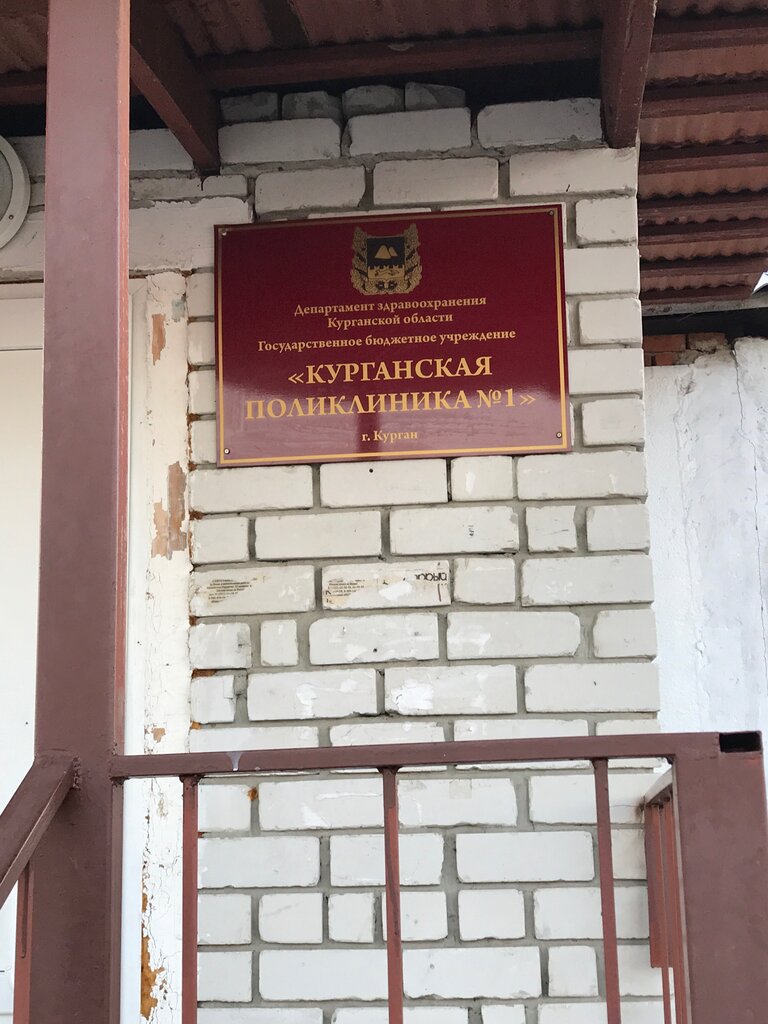 Департамент здравоохранения
Курганской области
Государственное бюджетное учреждение
«КУРГАНСКАЯ
ПОЛИКЛИНИКА №1»
г. Курган